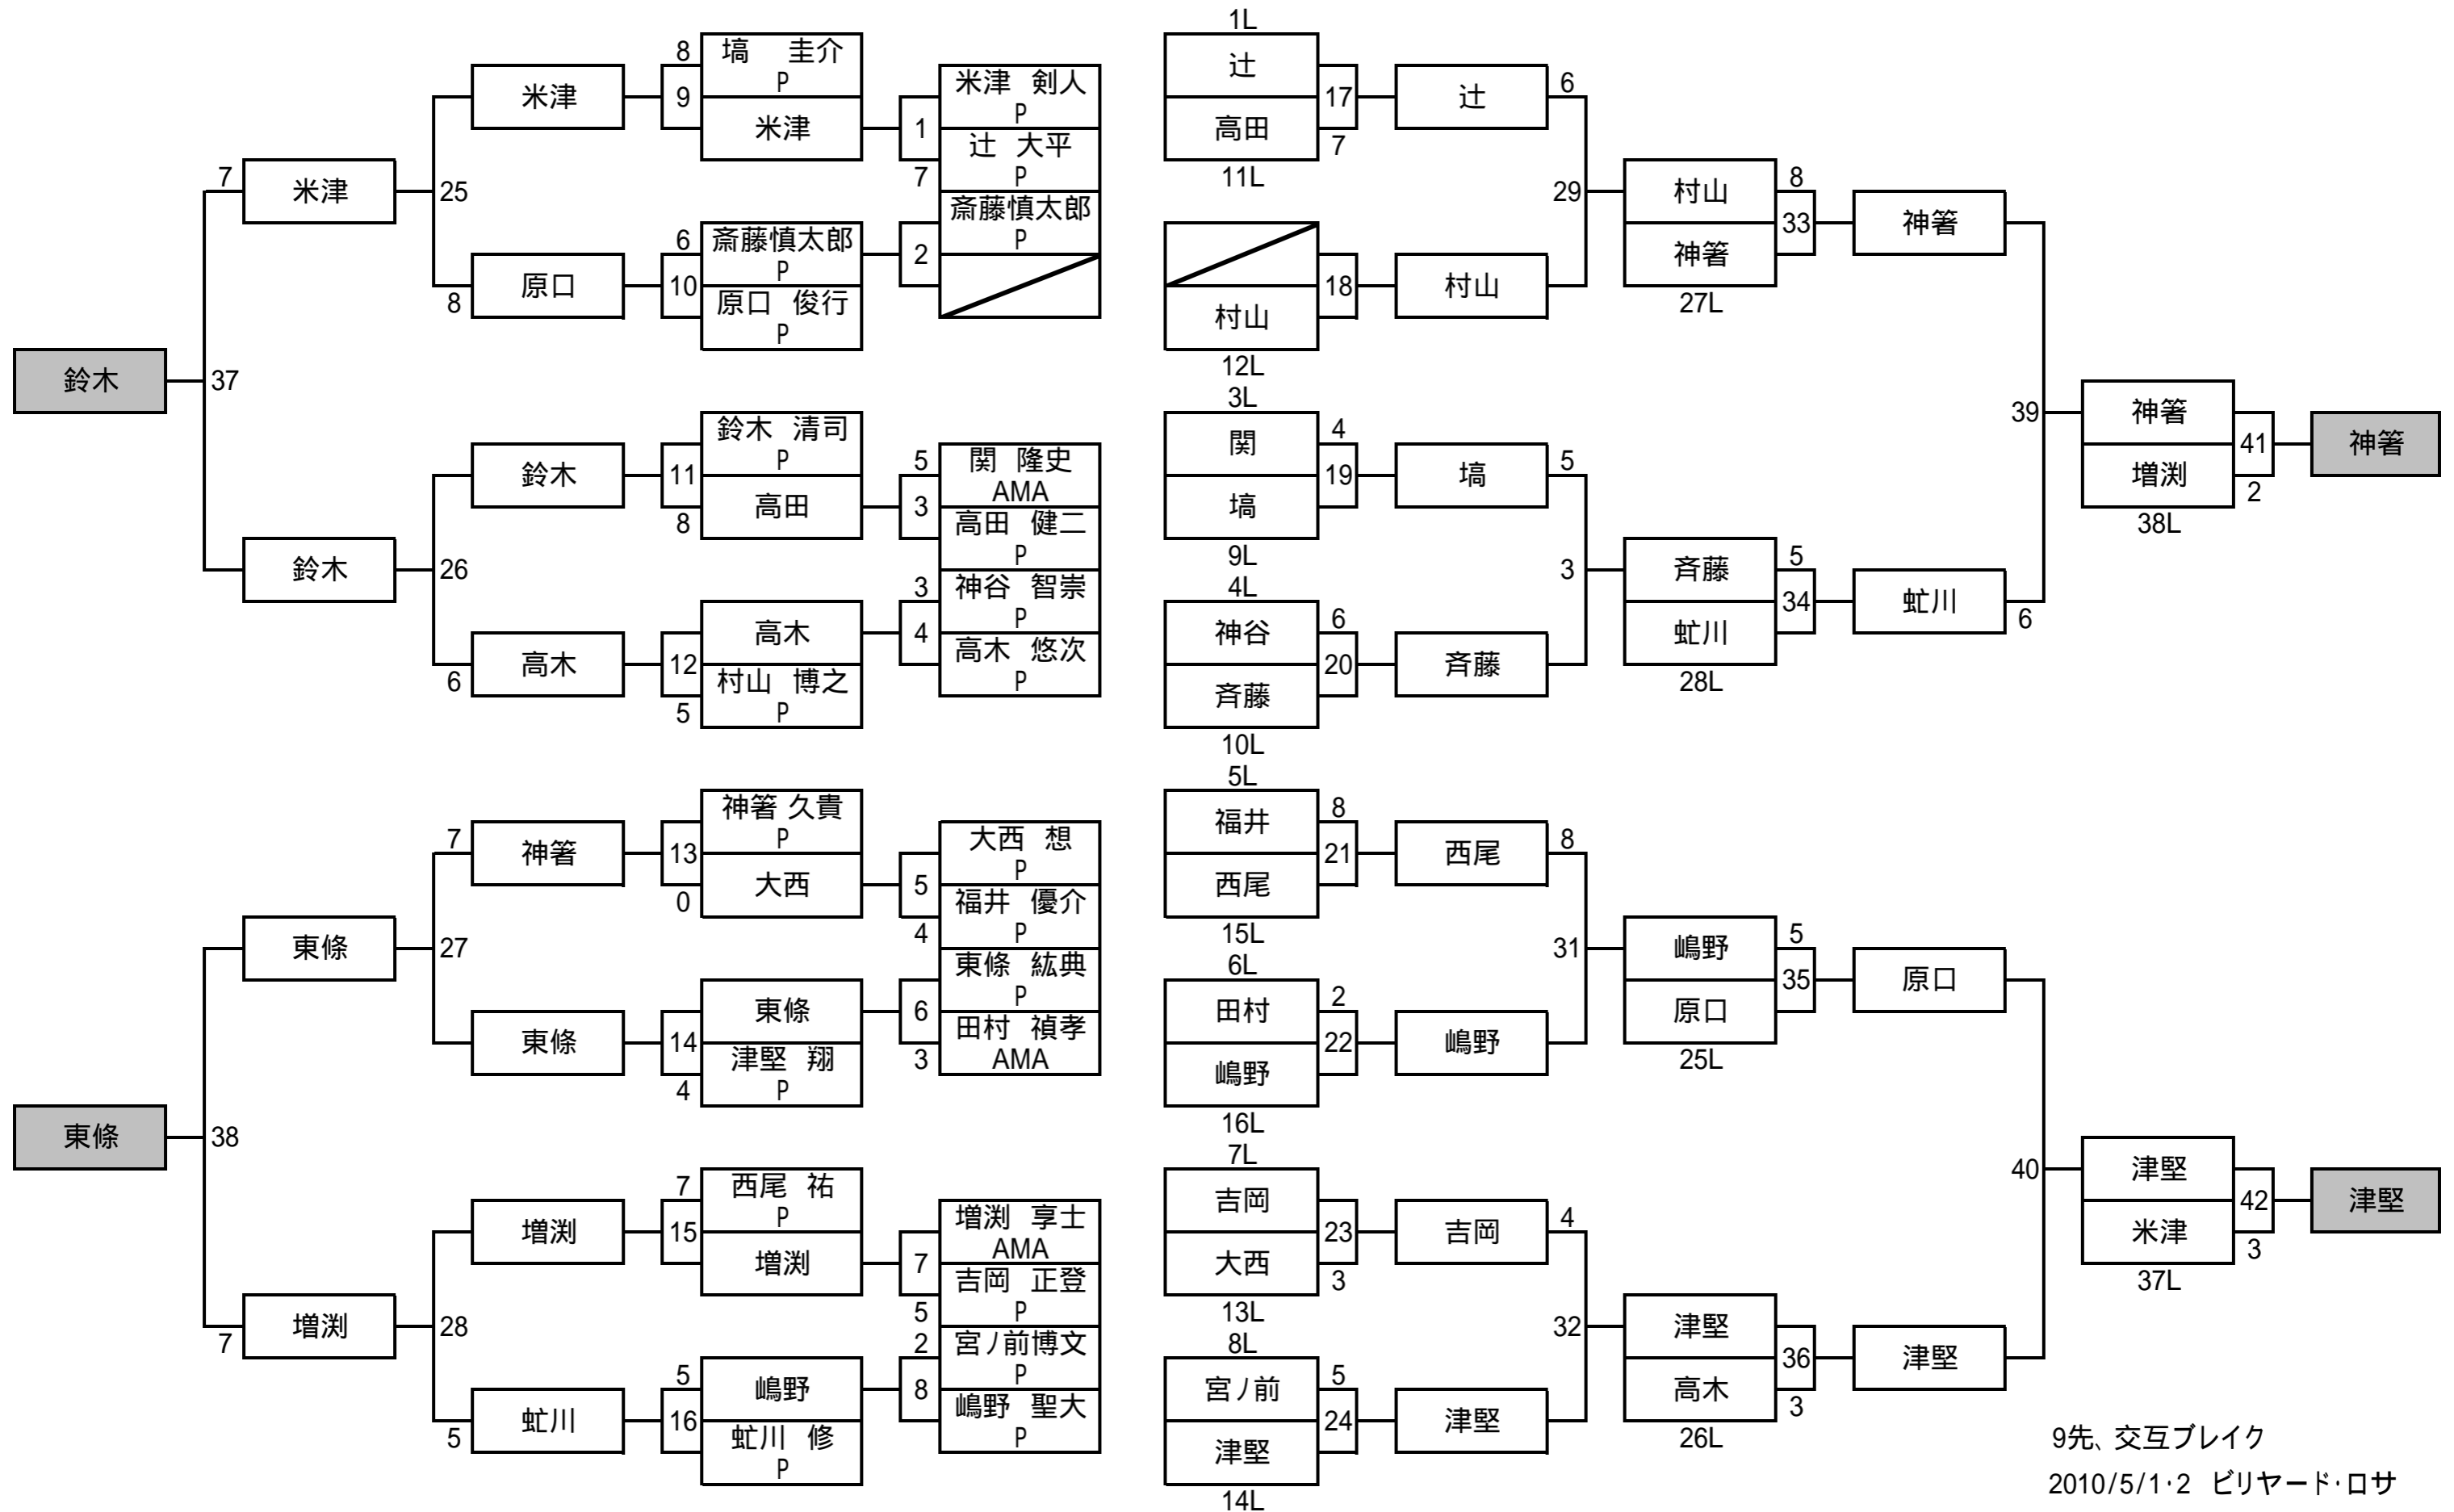 1L
8
塙 圭介
P
米津 剣人
P
辻
17
辻
6
米津
9
米津
1
辻 大平
P
高田
7
7
米津
25
7
11L
29
村山
8
神箸
斎藤慎太郎
P
6
斎藤慎太郎
P
2
18
村山
神箸
33
8
原口
10
原口 俊行
P
村山
27L
12L
鈴木
37
3L
39
神箸
41
神箸
鈴木 清司
P
5
関 隆史
AMA
関
4
19
塙
5
増渕
2
鈴木
11
高田
3
高田 健二
P
塙
38L
8
9L
鈴木
26
4L
3
斉藤
5
34
虻川
6
3
神谷 智崇
P
神谷
6
虻川
高木
4
高木 悠次
P
20
斉藤
28L
6
高木
12
村山 博之
P
斉藤
5
10L
5L
神箸 久貴
P
福井
8
7
神箸
13
大西 想
P
21
西尾
8
大西
5
福井 優介
P
西尾
0
4
15L
東條
27
31
嶋野
5
原口
東條 紘典
P
6L
35
東條
14
東條
6
田村 禎孝
AMA
田村
2
22
嶋野
原口
津堅 翔
P
3
嶋野
25L
4
東條
38
16L
40
7L
津堅
42
津堅
7
西尾 祐
P
増渕 享士
AMA
吉岡
23
吉岡
4
米津
3
増渕
15
増渕
7
吉岡 正登
P
大西
3
37L
5
13L
7
増渕
28
32
津堅
36
津堅
2
宮ノ前博文
P
8L
5
嶋野
8
嶋野 聖大
P
宮ノ前
5
24
津堅
高木
3
5
虻川
16
虻川 修
P
津堅
26L
14L
9先、交互ブレイク
2010/5/1・2 ビリヤード・ロサ